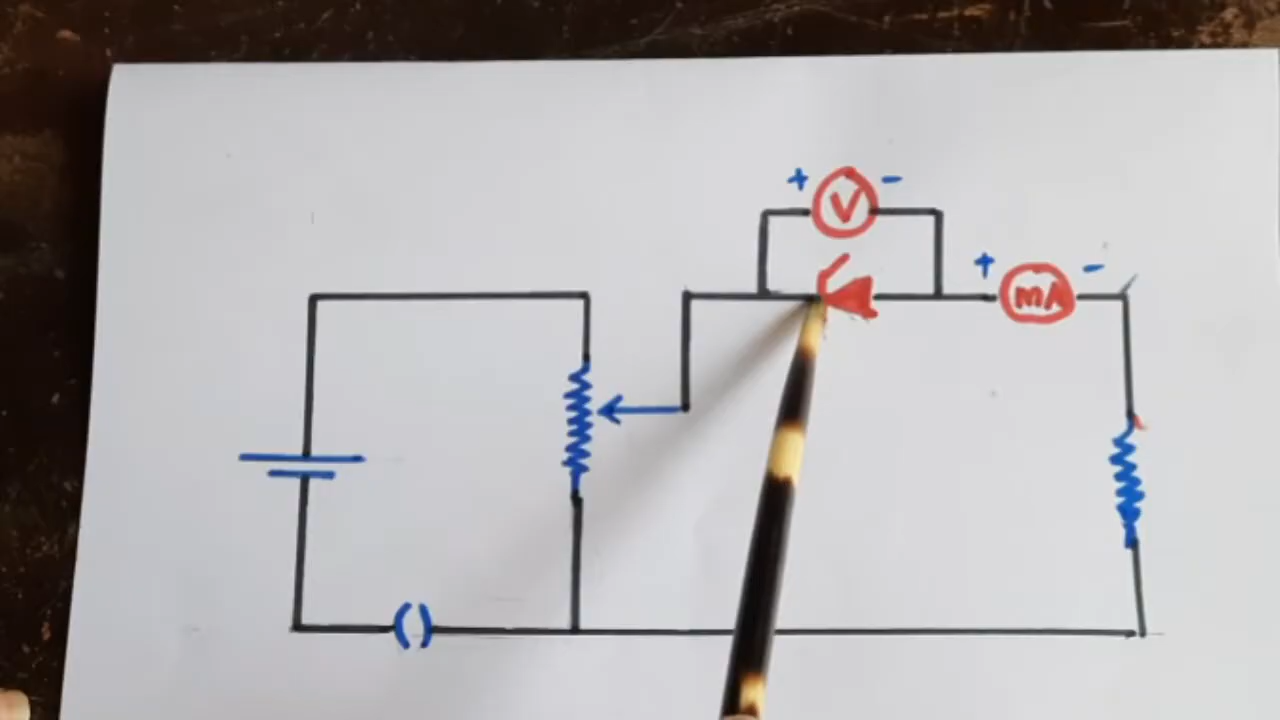 + V -
+ mA -